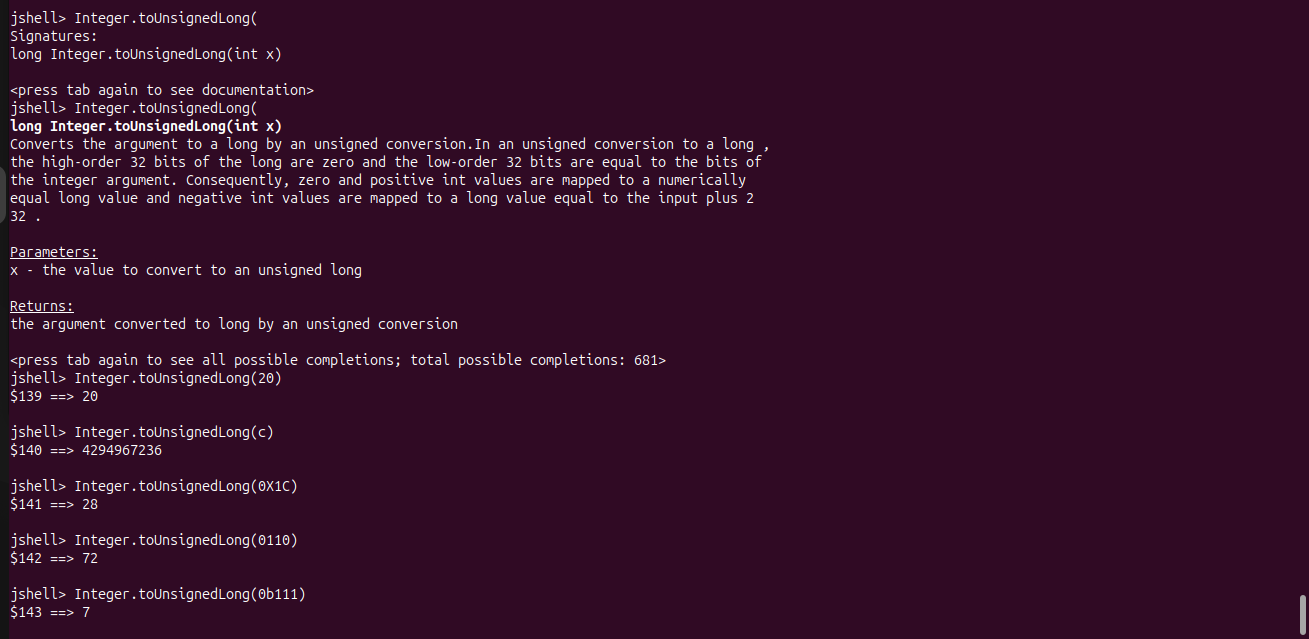 jshell> Integer.toUnsignedLong(
Signatures:
long Integer.toUnsignedLong(int x)
<press tab again to see documentation>
jshell> Integer.toUnsignedLong(
long Integer.toUnsignedLong(int x)
Converts the argument to a long by an unsigned conversion.In an unsigned conversion to a long ,
the high-order 32 bits of the long are zero and the low-order 32 bits are equal to the bits of
the integer argument. Consequently, zero and positive int values are mapped to a numerically
equal long value and negative int values are mapped to a long value equal to the input plus 2
32 .
Parameters:
x - the value to convert to an unsigned long
Returns:
the argument converted to long by an unsigned conversion
<press tab again to see all possible completions; total possible completions: 681>
jshell> Integer.toUnsignedLong(20)
$139 ==> 20
jshell> Integer.toUnsignedLong(c)
$140 ==> 4294967236
jshell> Integer.toUnsignedLong(0X1C)
$141 ==> 28
jshell> Integer.toUnsignedLong(0110)
$142 ==> 72
jshell> Integer.toUnsignedLong(0b111)
$143 ==> 7